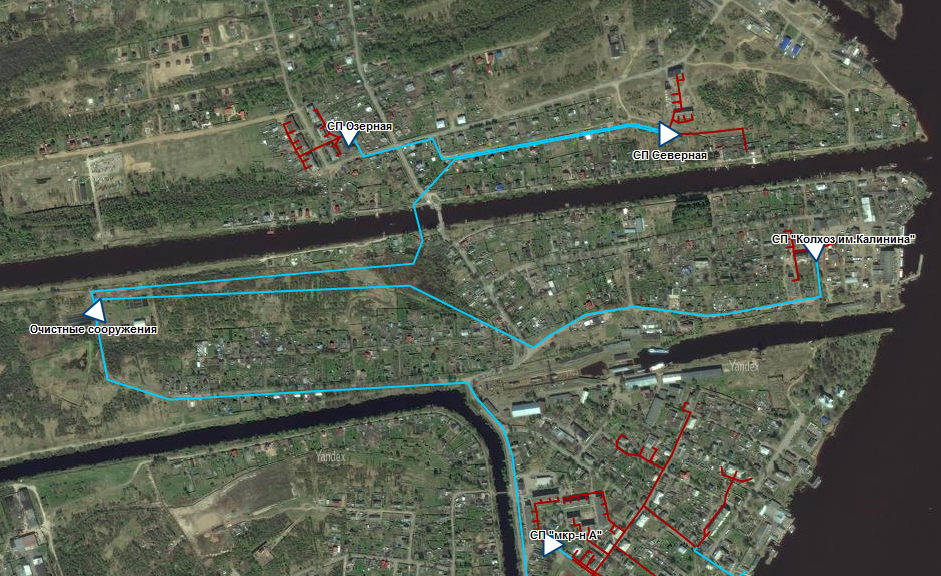 СП Озерная
СП Северная
СП "Колхоз им.Калинина"
Очистные сооружения
Yandex
Yandex
СП "мкр-н А"